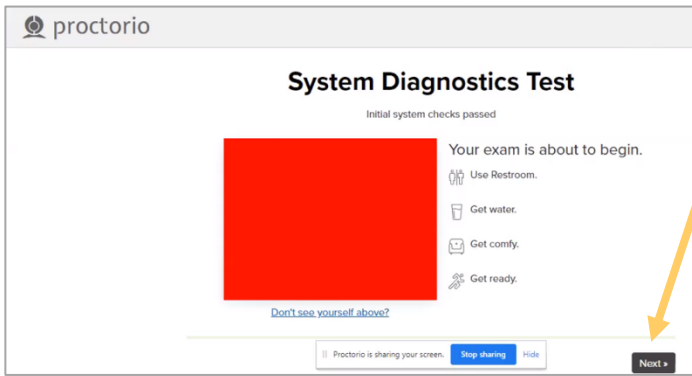 proctorio
System Diagnostics Test
Initial system checks passed
Your exam is about to begin.
Use Restroom.
Get water.
Get comfy.
Get ready.
Don't see yourself above?
Proctorio is sharing your screen. Stop sharing Hide
Next »